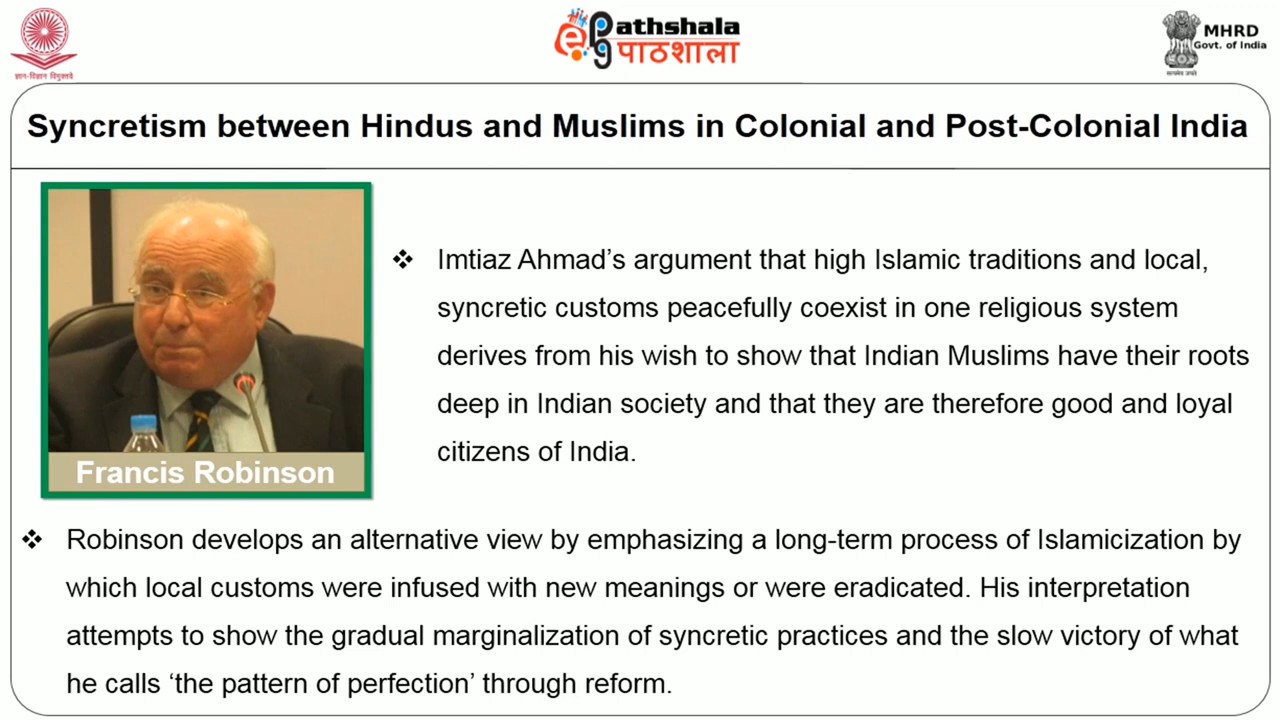 ज्ञान-विज्ञान विमुक्तये
ePathshala
पाठशाला
MHRD
Govt. of India
सत्यमेव जयते
Syncretism between Hindus and Muslims in Colonial and Post-Colonial India
Francis Robinson
❖ Imtiaz Ahmad’s argument that high Islamic traditions and local,
syncretic customs peacefully coexist in one religious system
derives from his wish to show that Indian Muslims have their roots
deep in Indian society and that they are therefore good and loyal
citizens of India.
❖ Robinson develops an alternative view by emphasizing a long-term process of Islamicization by
which local customs were infused with new meanings or were eradicated. His interpretation
attempts to show the gradual marginalization of syncretic practices and the slow victory of what
he calls ‘the pattern of perfection’ through reform.